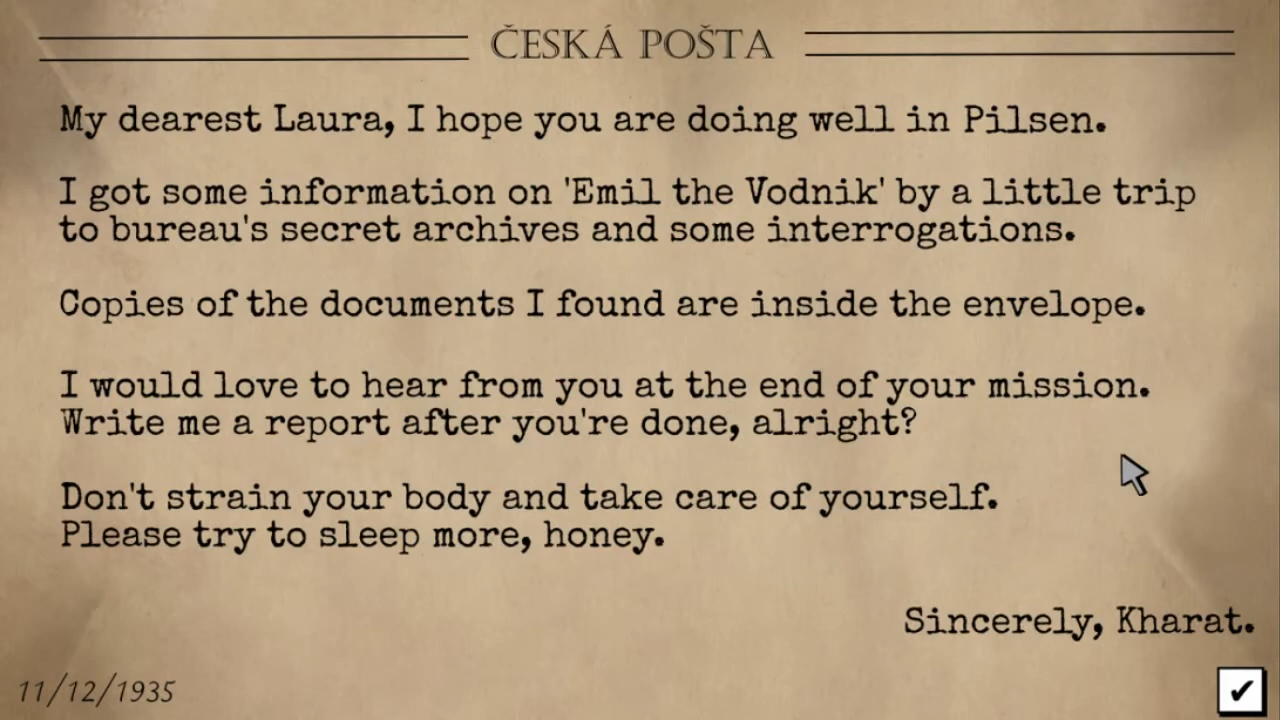 ČESKÁ POŠTA
My dearest Laura, I hope you are doing well in Pilsen.
I got some information on 'Emil the Vodnik' by a little trip
to bureau's secret archives and some interrogations.
Copies of the documents I found are inside the envelope.
I would love to hear from you at the end of your mission.
Write me a report after you're done, alright?
Don't strain your body and take care of yourself.
Please try to sleep more, honey.
Sincerely, Kharat.
11/12/1935